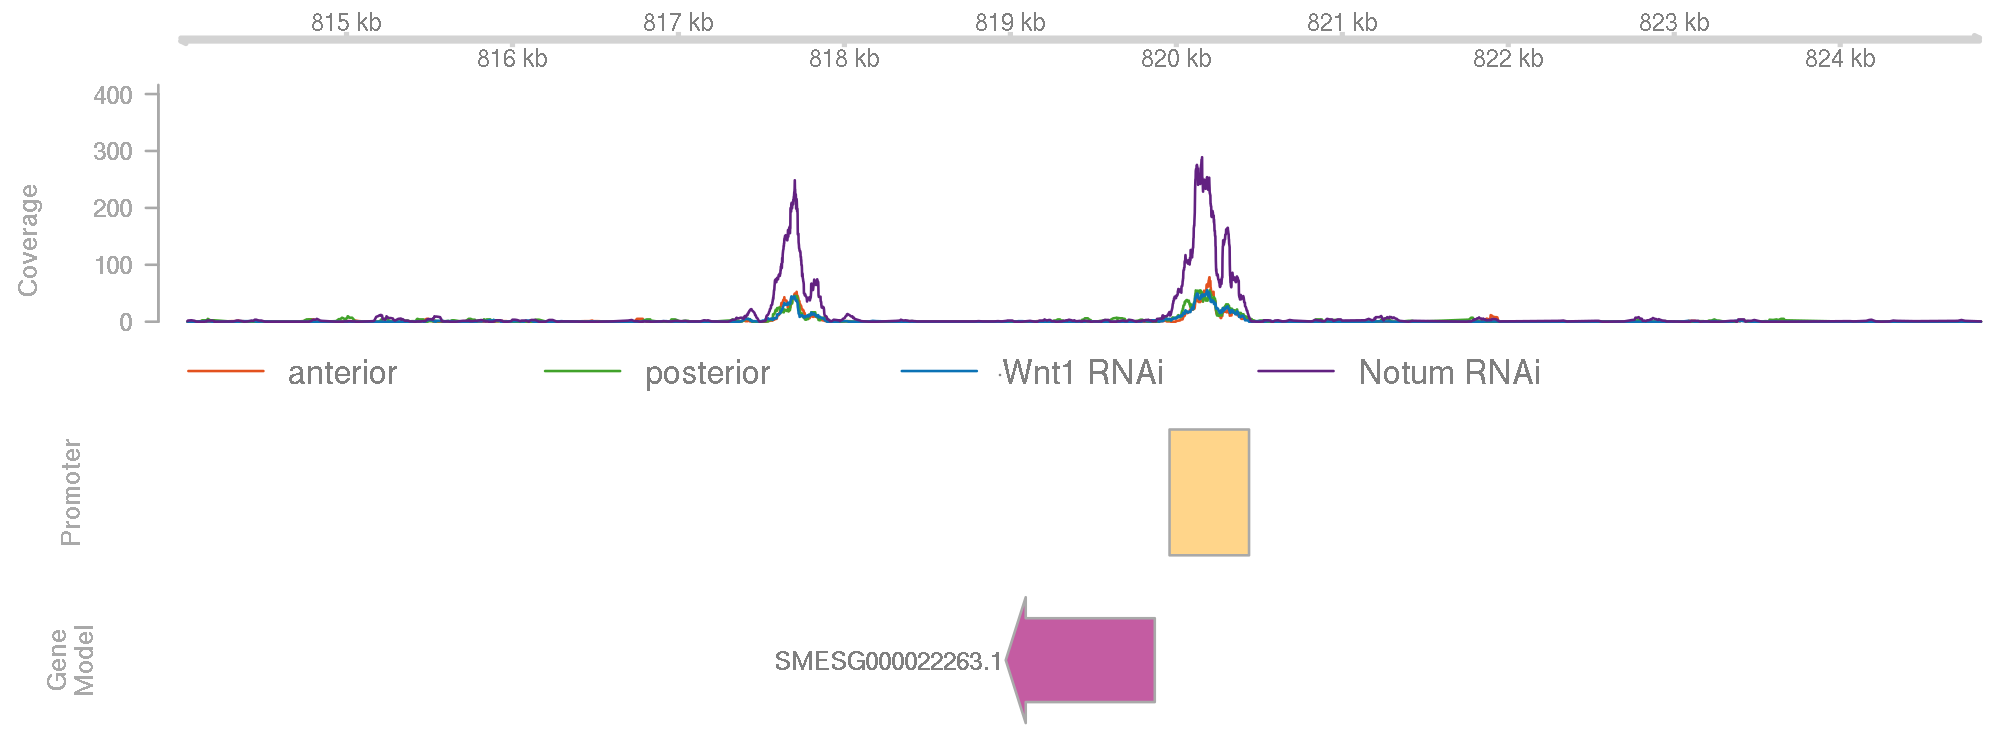 815 kb 817 kb 819 kb 821 kb 823 kb
816 kb 818 kb 820 kb 822 kb 824 kb
Coverage
400
300
200
100
0
anterior posterior Wnt1 RNAi Notum RNAi
Promoter
Gene
Model
SMESG000022263.1